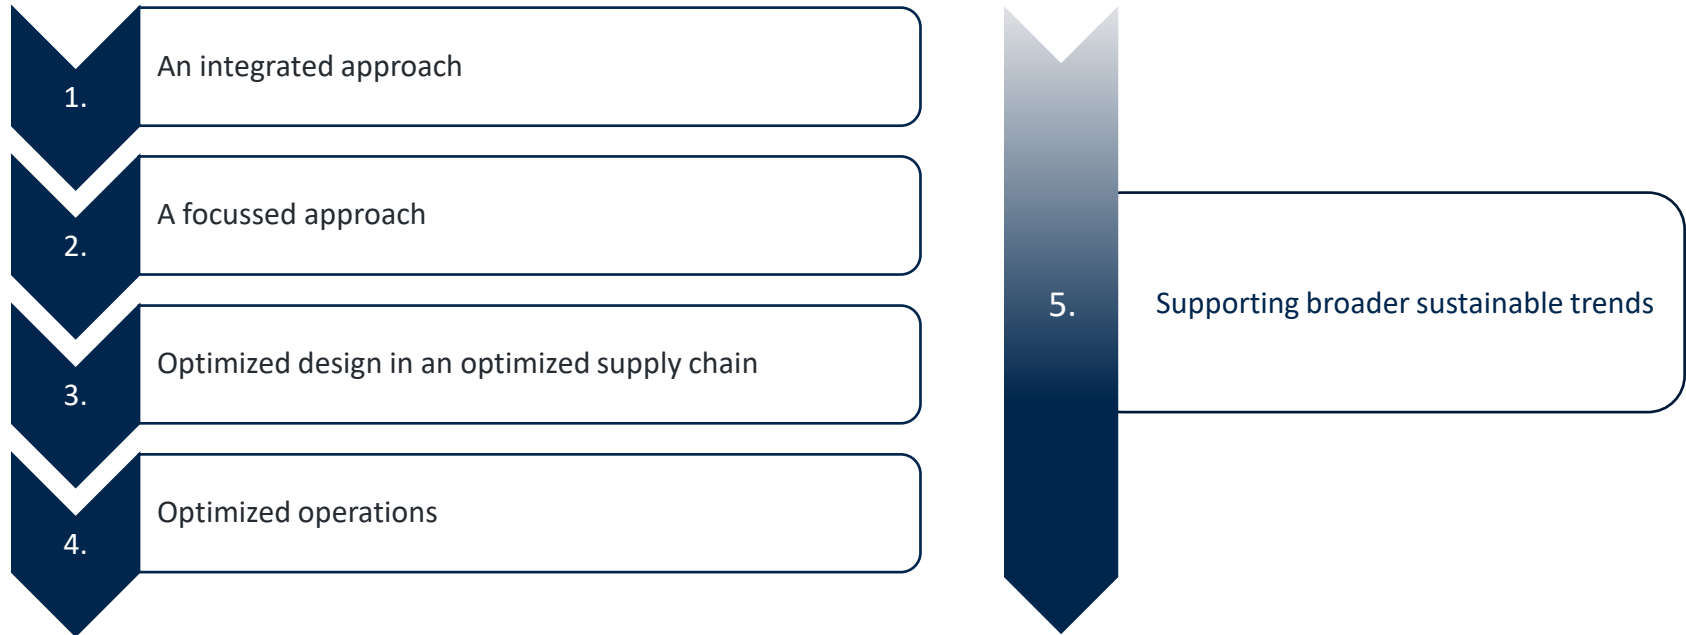 1.
An integrated approach
2.
A focussed approach
3.
Optimized design in an optimized supply chain
4.
Optimized operations
5.
Supporting broader sustainable trends